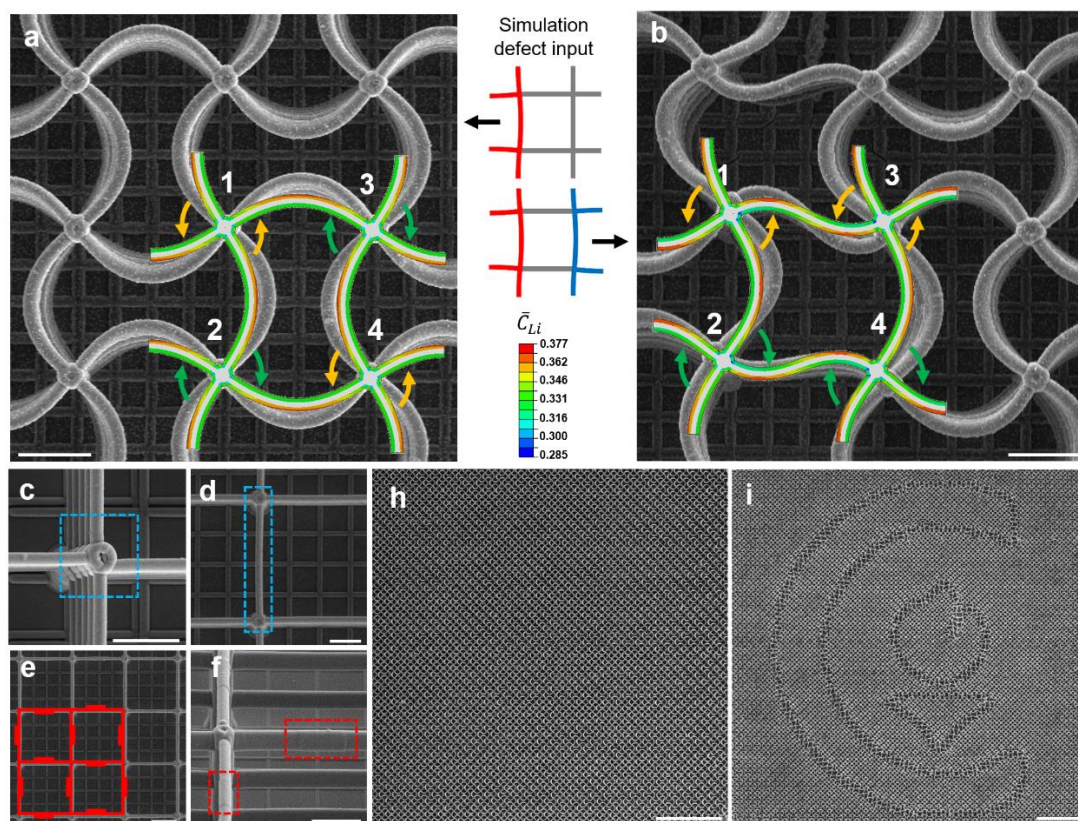 a
Simulation
defect input
b
1
3
2
4
1
3
2
4
C̄Li
0.377
0.362
0.346
0.331
0.316
0.300
0.285
c
d
e
f
h
i